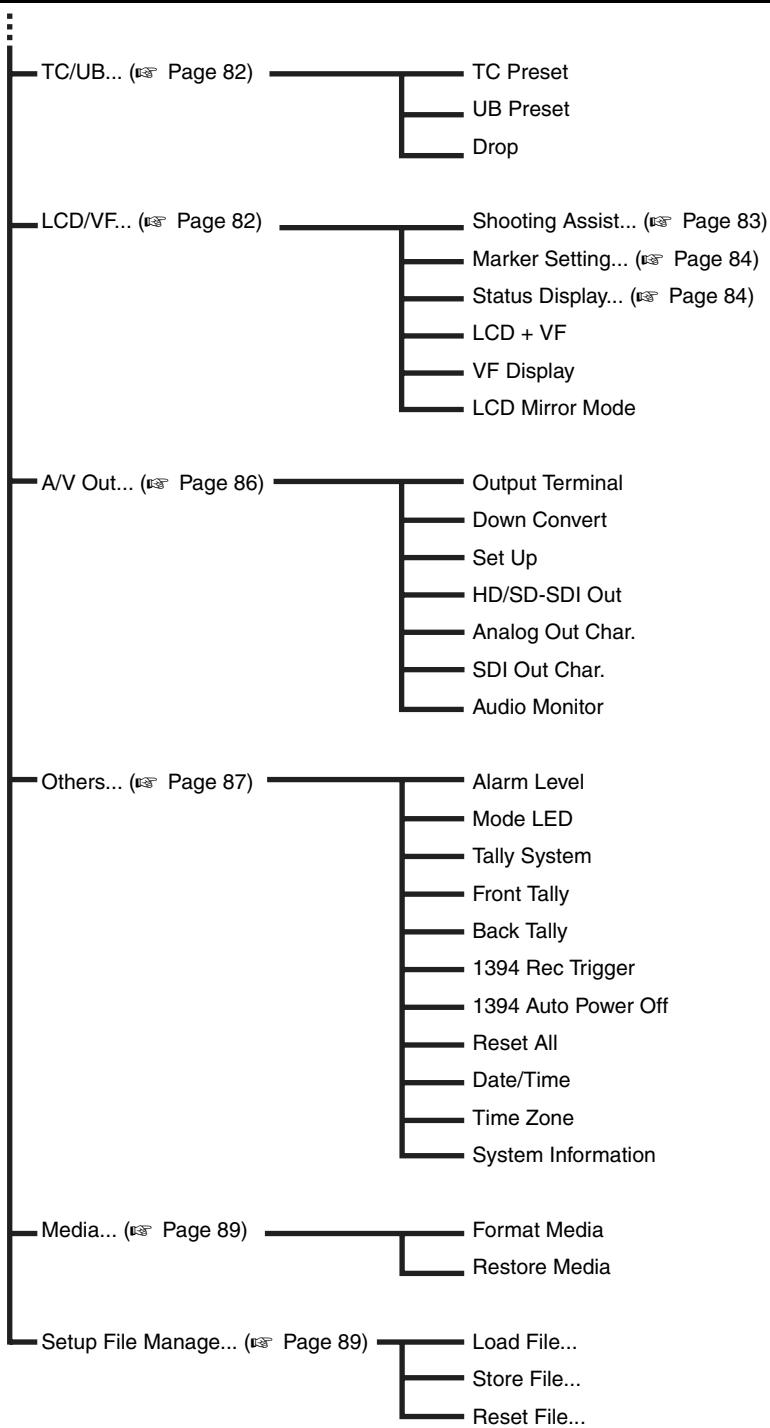 TC/UB... (☞ Page 82)
TC Preset
UB Preset
Drop
LCD/VF... (☞ Page 82)
Shooting Assist... (☞ Page 83)
Marker Setting... (☞ Page 84)
Status Display... (☞ Page 84)
LCD + VF
VF Display
LCD Mirror Mode
A/V Out... (☞ Page 86)
Output Terminal
Down Convert
Set Up
HD/SD-SDI Out
Analog Out Char.
SDI Out Char.
Audio Monitor
Others... (☞ Page 87)
Alarm Level
Mode LED
Tally System
Front Tally
Back Tally
1394 Rec Trigger
1394 Auto Power Off
Reset All
Date/Time
Time Zone
System Information
Media... (☞ Page 89)
Format Media
Restore Media
Setup File Manage... (☞ Page 89)
Load File...
Store File...
Reset File...